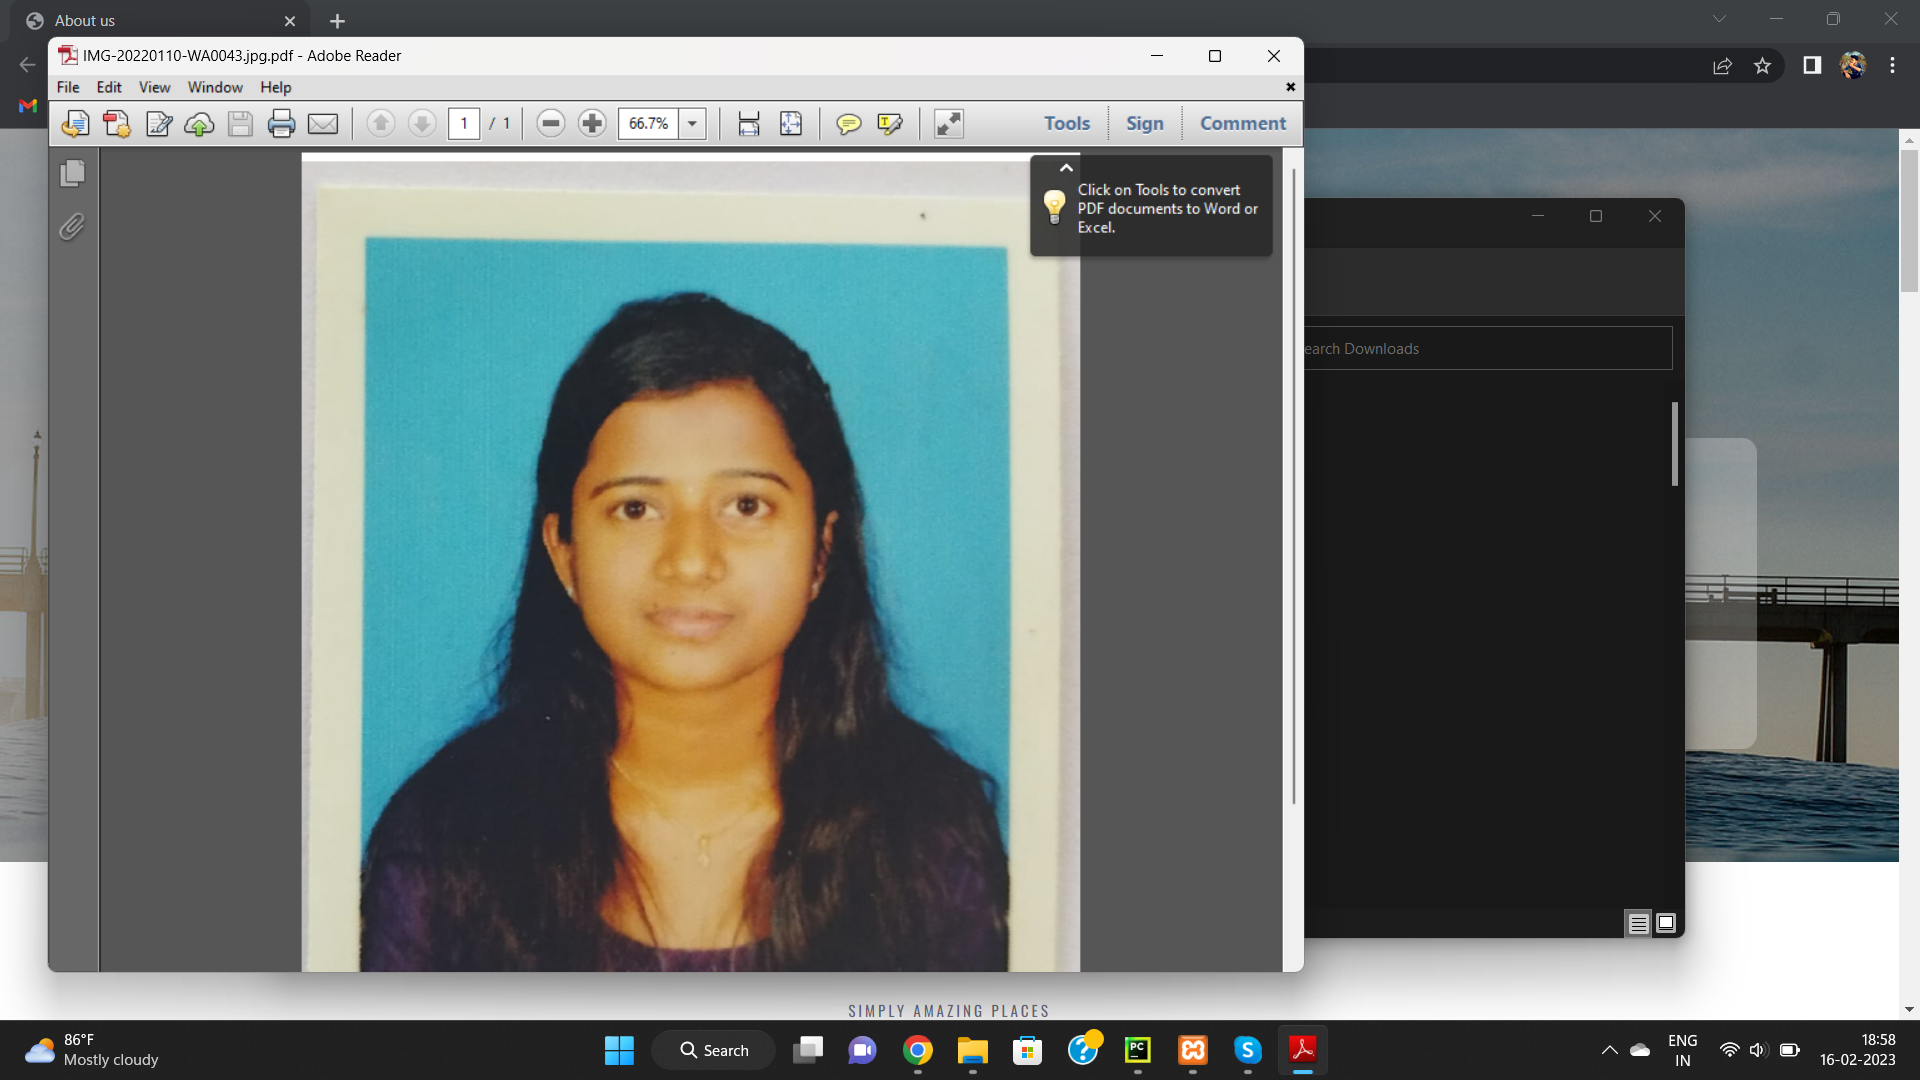 About us
IMG-20220110-WA0043.jpg.pdf - Adobe Reader
File Edit View Window Help
1 / 1 66.7% Tools Sign Comment
Click on Tools to convert
PDF documents to Word or
Excel.
earch Downloads
SIMPLY AMAZING PLACES
86°F
Mostly cloudy
Search
PC
ENG
IN
18:58
16-02-2023